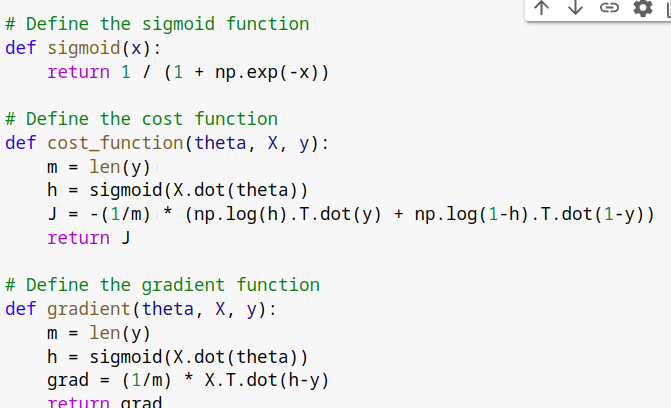 # Define the sigmoid function
def sigmoid(x):
    return 1 / (1 + np.exp(-x))

# Define the cost function
def cost_function(theta, X, y):
    m = len(y)
    h = sigmoid(X.dot(theta))
    J = -(1/m) * (np.log(h).T.dot(y) + np.log(1-h).T.dot(1-y))
    return J

# Define the gradient function
def gradient(theta, X, y):
    m = len(y)
    h = sigmoid(X.dot(theta))
    grad = (1/m) * X.T.dot(h-y)
    return grad